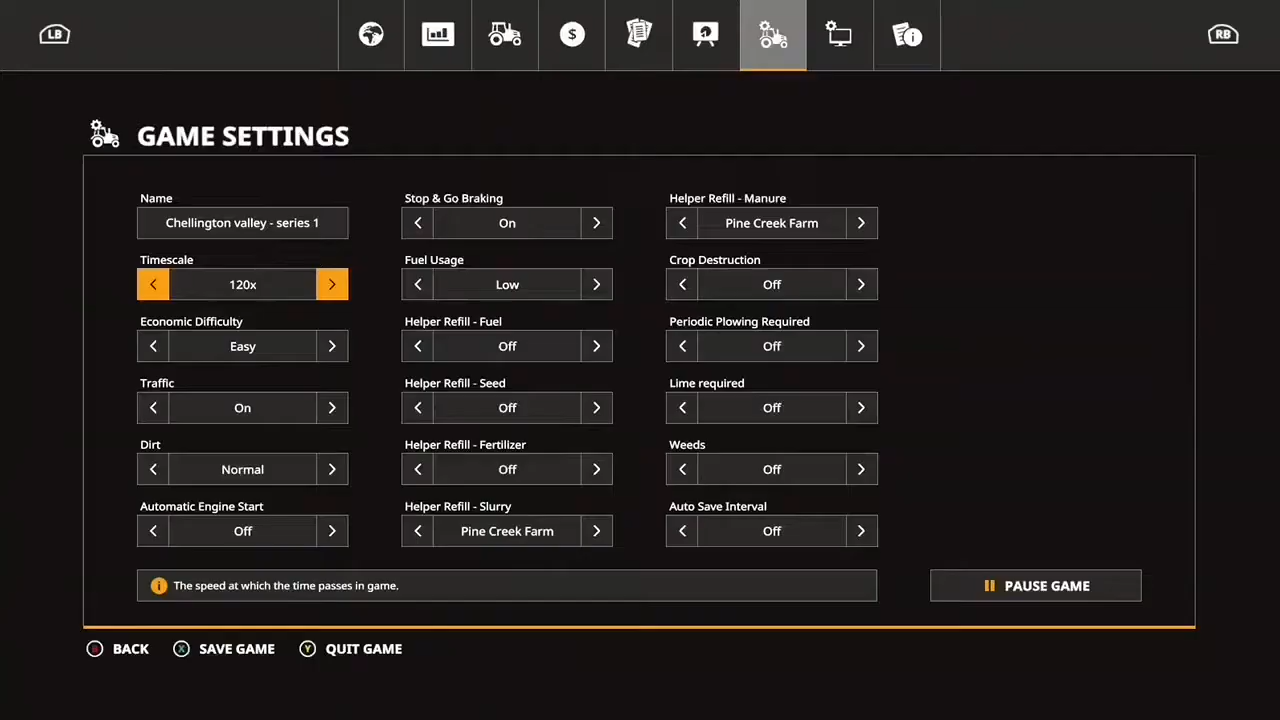 LB
$
RB
GAME SETTINGS
Name
Chellington valley - series 1
Timescale
120x
Economic Difficulty
Easy
Traffic
On
Dirt
Normal
Automatic Engine Start
Off
Stop & Go Braking
On
Fuel Usage
Low
Helper Refill - Fuel
Off
Helper Refill - Seed
Off
Helper Refill - Fertilizer
Off
Helper Refill - Slurry
Pine Creek Farm
Helper Refill - Manure
Pine Creek Farm
Crop Destruction
Off
Periodic Plowing Required
Off
Lime required
Off
Weeds
Off
Auto Save Interval
Off
i The speed at which the time passes in game.
PAUSE GAME
B BACK X SAVE GAME Y QUIT GAME